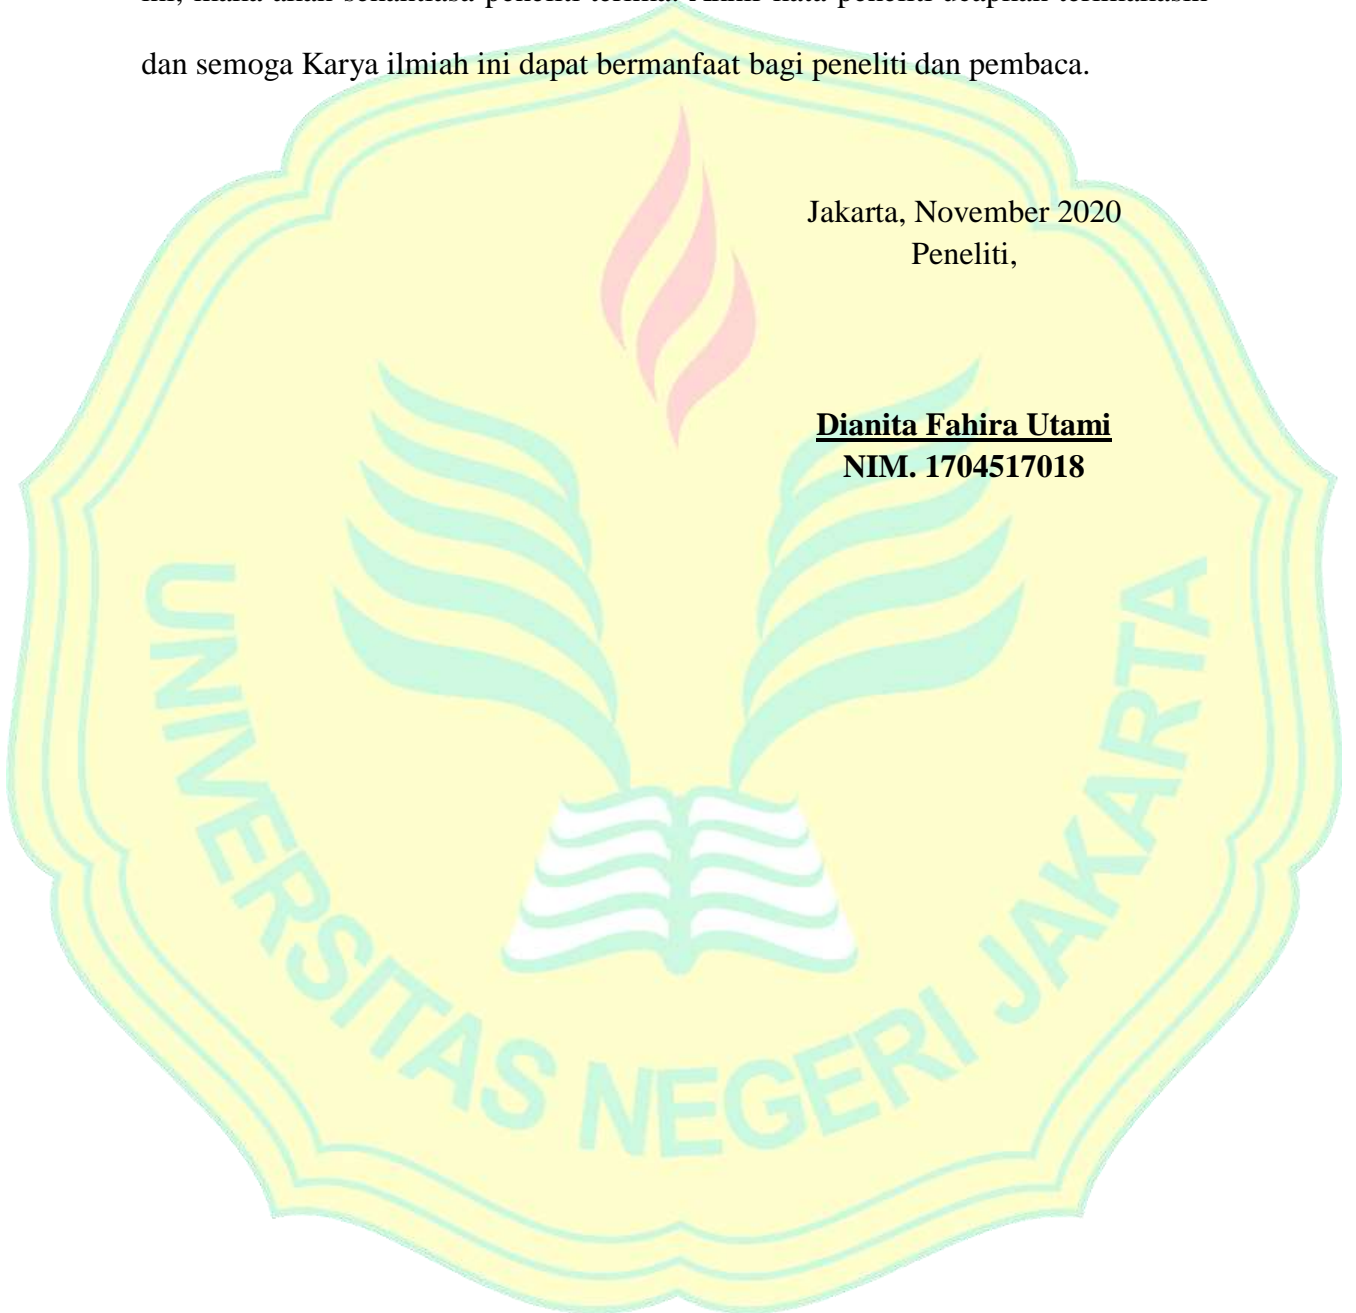 dan semoga Karya ilmiah ini dapat bermanfaat bagi peneliti dan pembaca.
Jakarta, November 2020
Peneliti,
Dianita Fahira Utami
NIM. 1704517018
UNIVERSITAS NEGERI JAKARTA